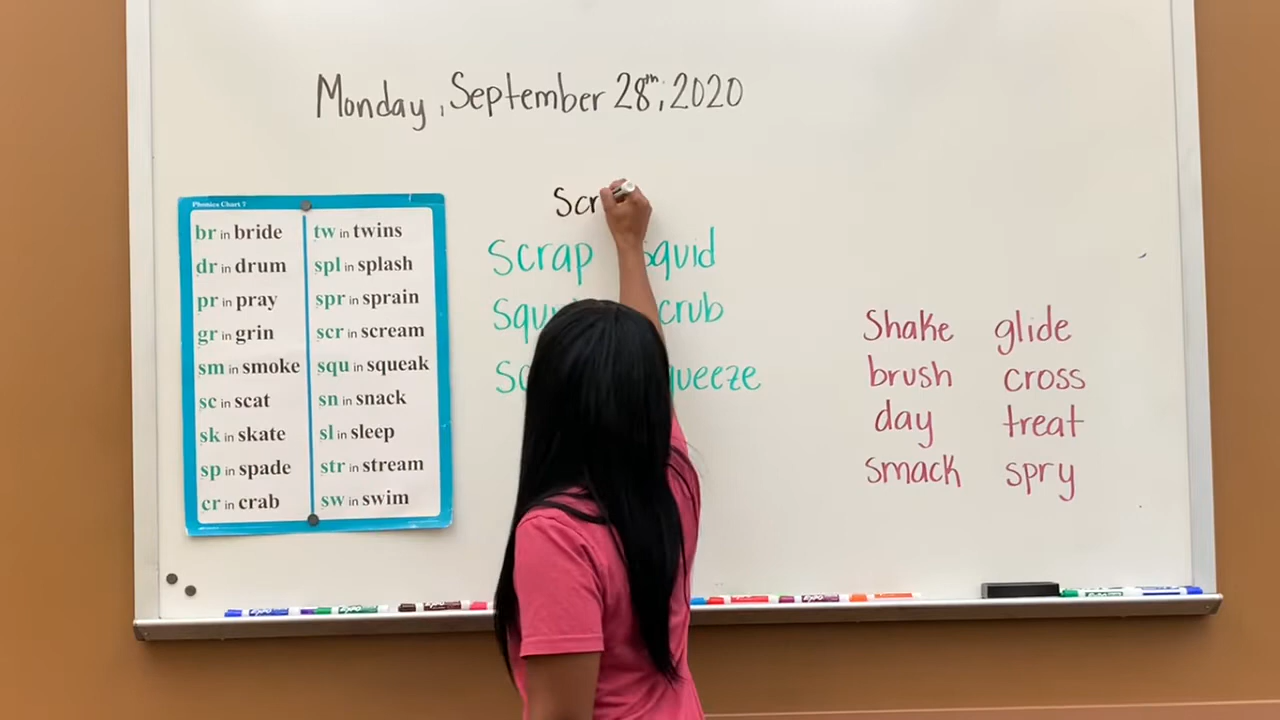 Monday, September 28th, 2020
Phonics Chart 7
br in bride
dr in drum
pr in pray
gr in grin
sm in smoke
sc in scat
sk in skate
sp in spade
cr in crab
tw in twins
spl in splash
spr in sprain
scr in scream
squ in squeak
sn in snack
sl in sleep
str in stream
sw in swim
Scr
Scrap squid
crub
queeze
Shake glide
brush cross
day treat
smack spry